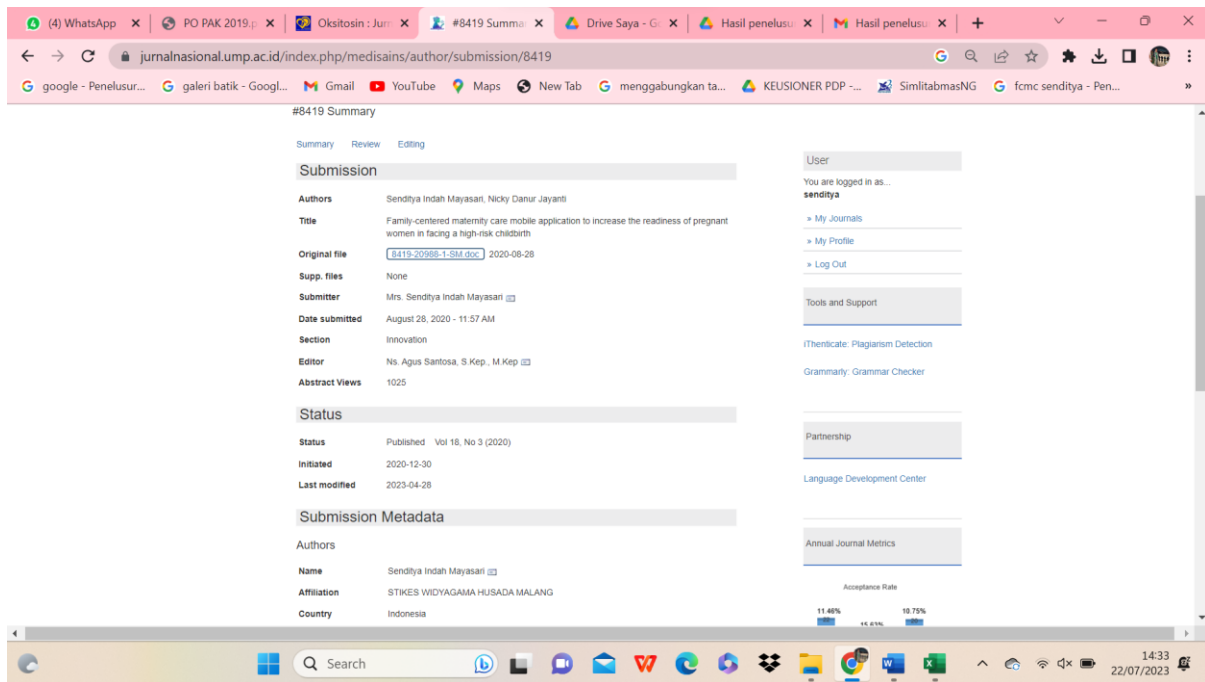 (4) WhatsApp
PO PAK 2019.p
Oksitosin : Jurn
#8419 Summa
Drive Saya - Go
Hasil penelusu
Hasil penelusu
jurnalnasional.ump.ac.id/index.php/medisains/author/submission/8419
google - Penelusur...
galeri batik - Googl...
Gmail
YouTube
Maps
New Tab
menggabungkan ta...
KEUSIONER PDP -...
SimlitabmasNG
fcmc senditya - Pen...
»
#8419 Summary
Summary Review Editing
Submission
Authors Senditya Indah Mayasari, Nicky Danur Jayanti
Title Family-centered maternity care mobile application to increase the readiness of pregnant
women in facing a high-risk childbirth
Original file 8419-20988-1-SM.doc 2020-08-28
Supp. files None
Submitter Mrs. Senditya Indah Mayasari
Date submitted August 28, 2020 - 11:57 AM
Section Innovation
Editor Ns. Agus Santosa, S.Kep., M.Kep
Abstract Views 1025
Status
Status Published Vol 18, No 3 (2020)
Initiated 2020-12-30
Last modified 2023-04-28
Submission Metadata
Authors
Name Senditya Indah Mayasari
Affiliation STIKES WIDYAGAMA HUSADA MALANG
Country Indonesia
User
You are logged in as...
senditya
» My Journals
» My Profile
» Log Out
Tools and Support
iThenticate: Plagiarism Detection
Grammarly: Grammar Checker
Partnership
Language Development Center
Annual Journal Metrics
Acceptance Rate
11.46% 10.75%
15.63%
Search
14:33
22/07/2023